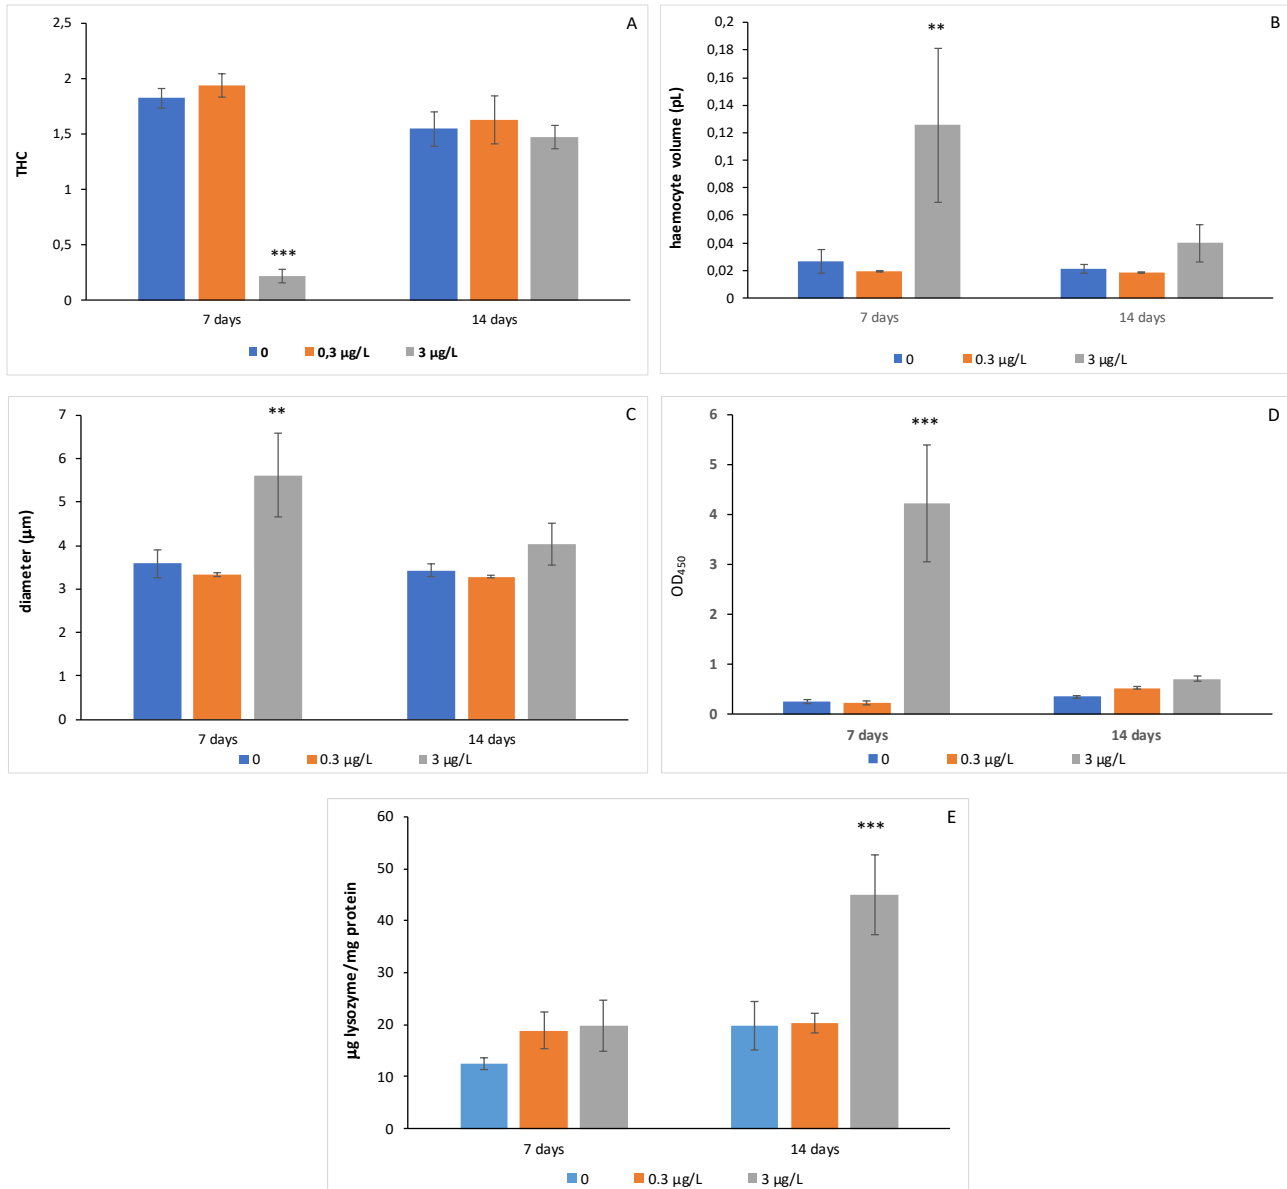 A
THC
2,5
2
1,5
1
0,5
0
***
7 days
14 days
0
0,3 µg/L
3 µg/L
B
haemocyte volume (pL)
0,2
0,18
0,16
0,14
0,12
0,1
0,08
0,06
0,04
0,02
0
**
7 days
14 days
0
0.3 µg/L
3 µg/L
C
diameter (µm)
7
6
5
4
3
2
1
0
**
7 days
14 days
0
0.3 µg/L
3 µg/L
D
OD450
6
5
4
3
2
1
0
***
7 days
14 days
0
0.3 µg/L
3 µg/L
E
µg lysozyme/mg protein
60
50
40
30
20
10
0
***
7 days
14 days
0
0.3 µg/L
3 µg/L